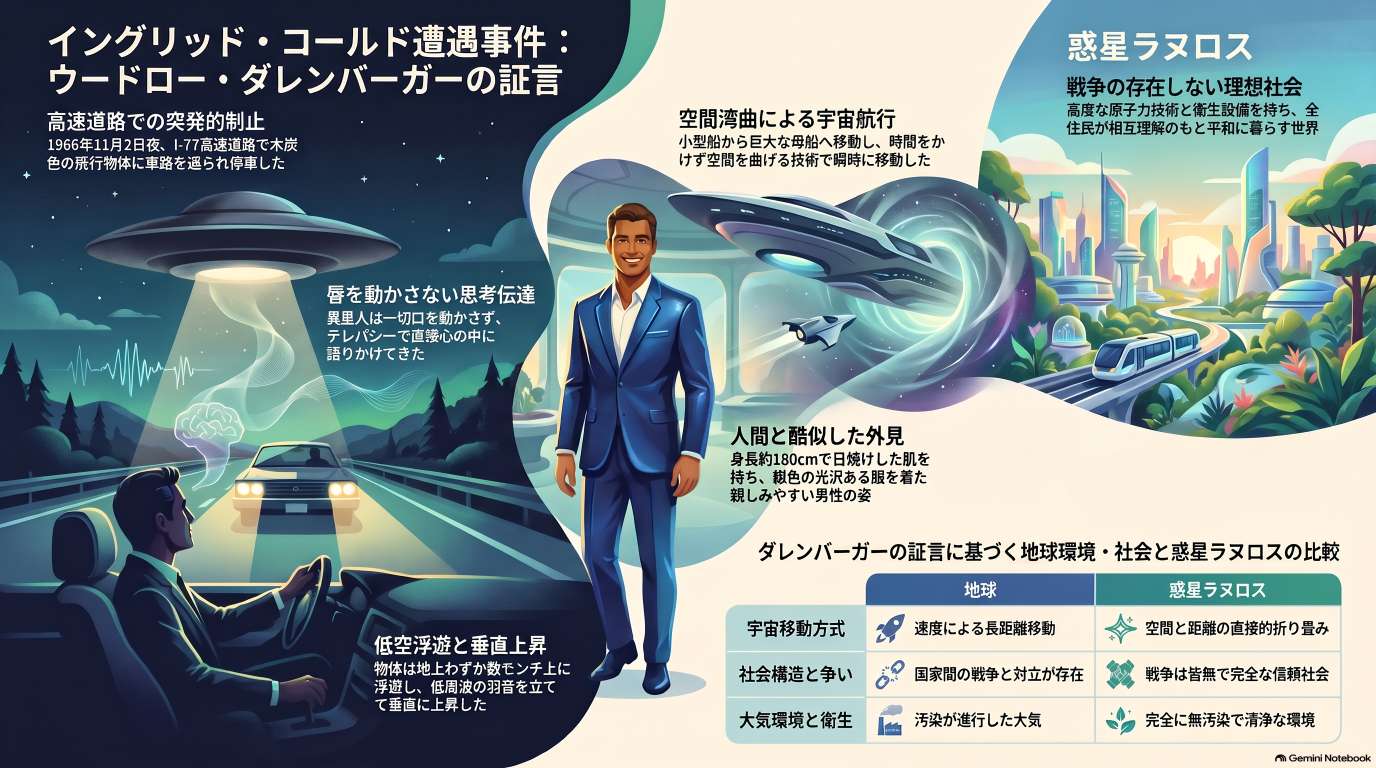 イングリッド・コールド遭遇事件：
ウードロー・ダレンバーガーの証言
高速道路での突発的制止
1966年11月2日夜、I-77高速道路で木炭
色の飛行物体に車路を遮られ停車した
唇を動かさない思考伝達
異星人は一切口を動かさず、
テレパシーで直接心の中に
語りかけてきた
低空浮遊と垂直上昇
物体は地上わずか数センチ上に
浮遊し、低周波の羽音を立て
て垂直に上昇した
空間湾曲による宇宙航行
小型船から巨大な母船へ移動し、時間をか
けず空間を曲げる技術で瞬時に移動した
人間と酷似した外見
身長約180cmで日焼けした肌を
持ち、色の光沢ある服を着た
親しみやすい男性の姿
惑星ラヌロス
戦争の存在しない理想社会
高度な原子力技術と衛生設備を持ち、全
住民が相互理解のもと平和に暮らす世界
ダレンバーガーの証言に基づく地球環境・社会と惑星ラヌロスの比較
地球
惑星ラヌロス
宇宙移動方式
速度による長距離移動
空間と距離の直接的折り畳み
社会構造と争い
国家間の戦争と対立が存在
戦争は皆無で完全な信頼社会
大気環境と衛生
汚染が進行した大気
完全に無汚染で清浄な環境
Gemini Notebook